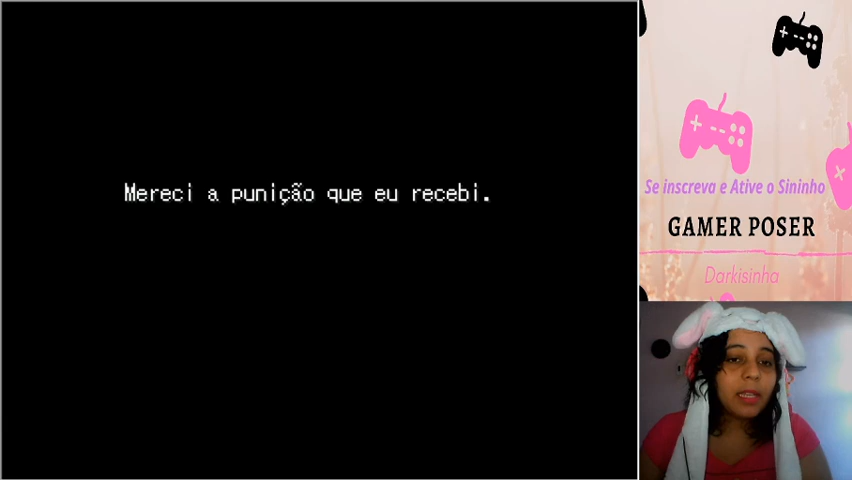 Mereci a punição que eu recebi.
Se inscreva e Ative o Sininho
GAMER POSER
Darkisinha